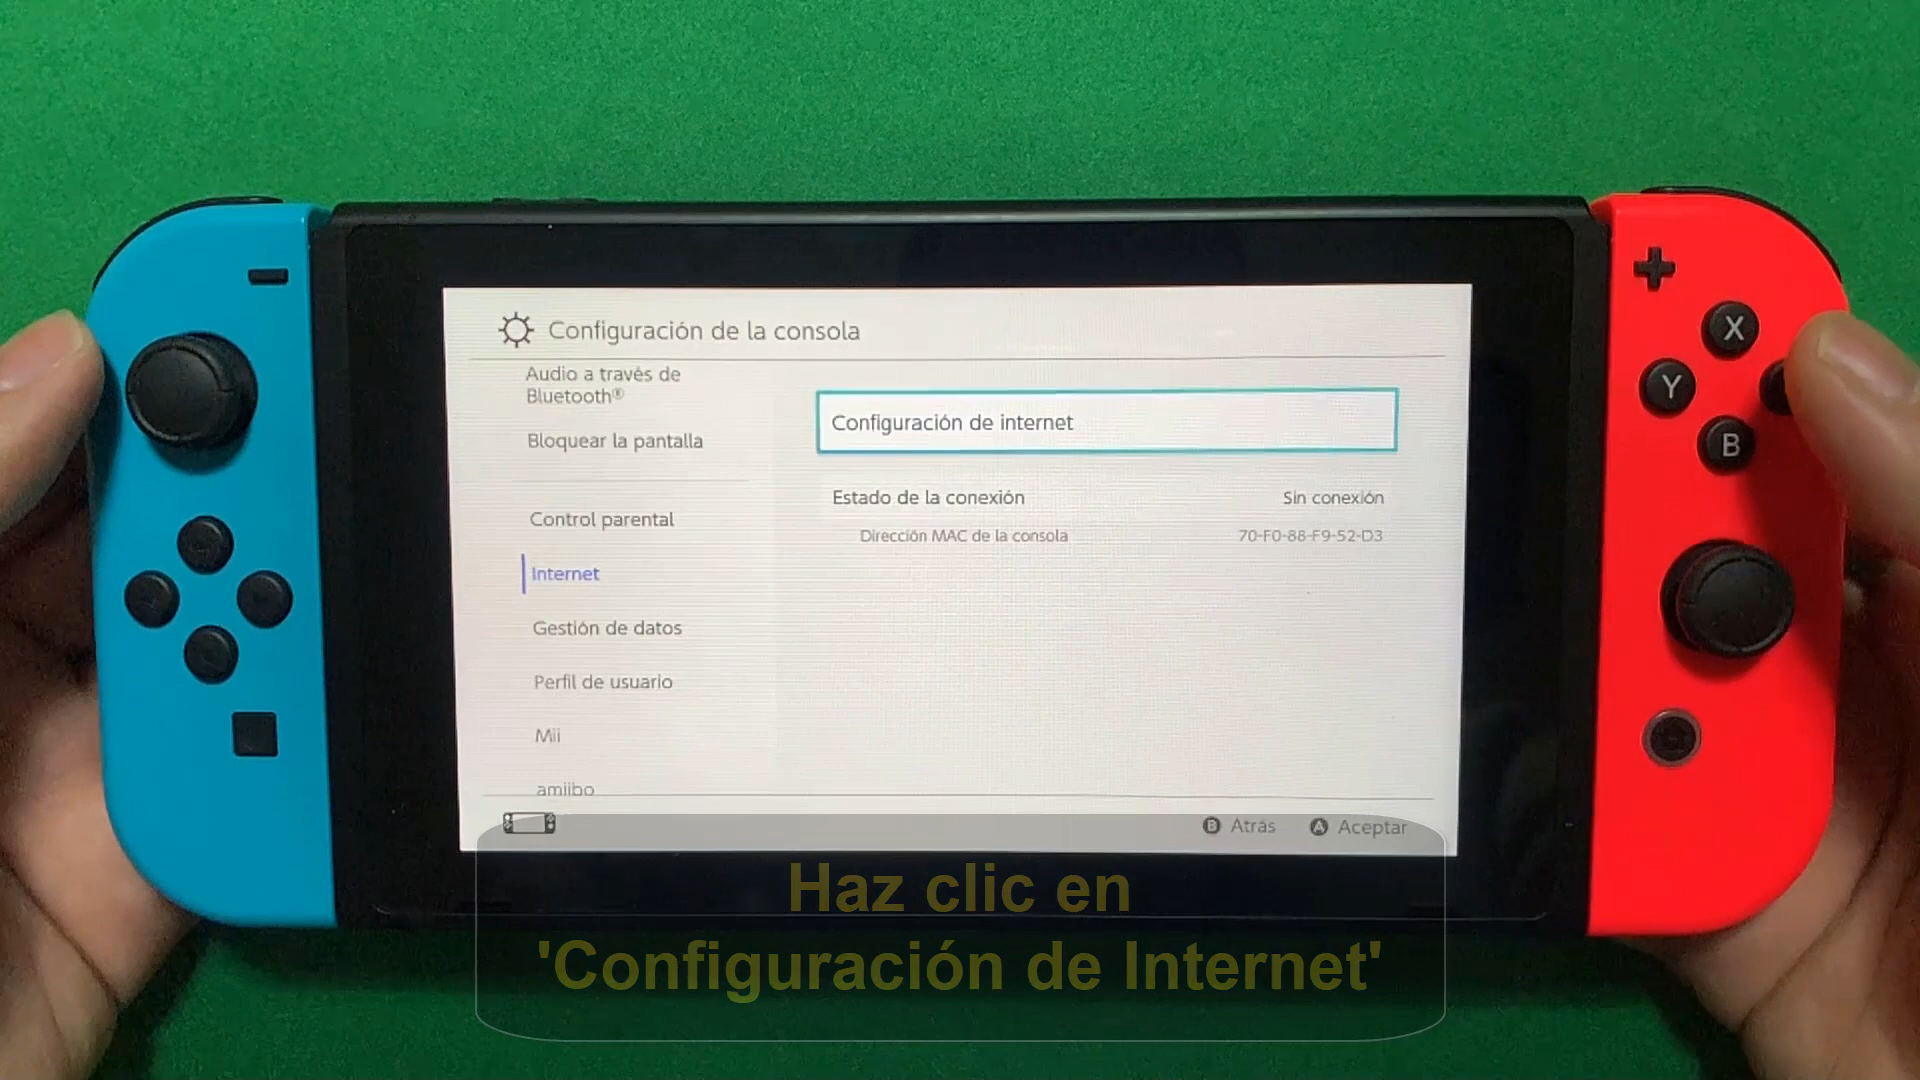 Configuración de la consola
Audio a través de
Bluetooth®
Bloquear la pantalla
Control parental
Internet
Gestión de datos
Perfil de usuario
Mii
amiibo
Configuración de internet
Estado de la conexión Sin conexión
Dirección MAC de la consola 70-F0-88-F9-52-D3
B Atrás A Aceptar
X
Y
B
Haz clic en
'Configuración de Internet'